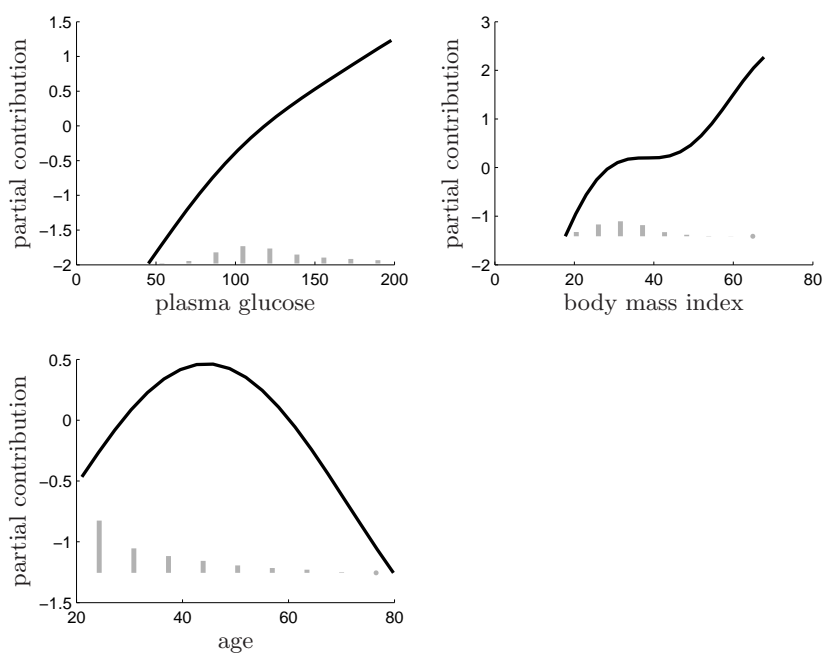 1.5
1
0.5
0
−0.5
−1
−1.5
−2
0 50 100 150 200
partial contribution
plasma glucose
3
2
1
0
−1
−2
0 20 40 60 80
partial contribution
body mass index
0.5
0
−0.5
−1
−1.5
20 40 60 80
partial contribution
age